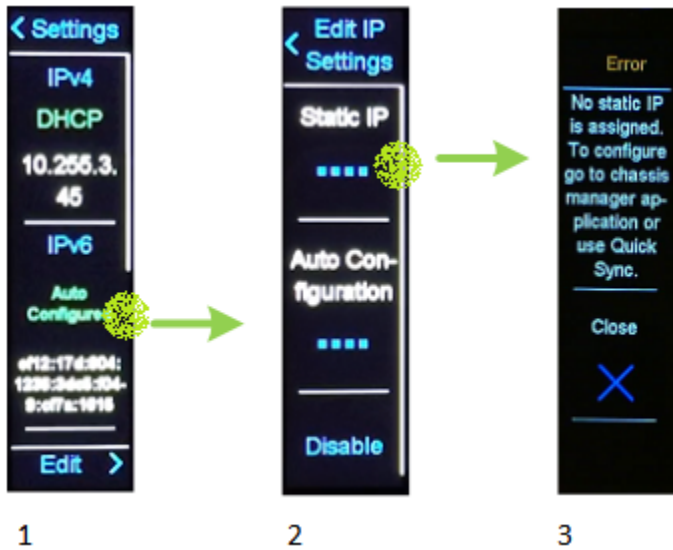 < Settings
IPv4
DHCP
10.255.3.
45
IPv6
Auto
Configured
Edit >
1
< Edit IP
Settings
Static IP
Auto Con-
figuration
Disable
2
Error
No static IP
is assigned.
To configure
go to chassis
manager ap-
plication or
use Quick
Sync.
Close
3